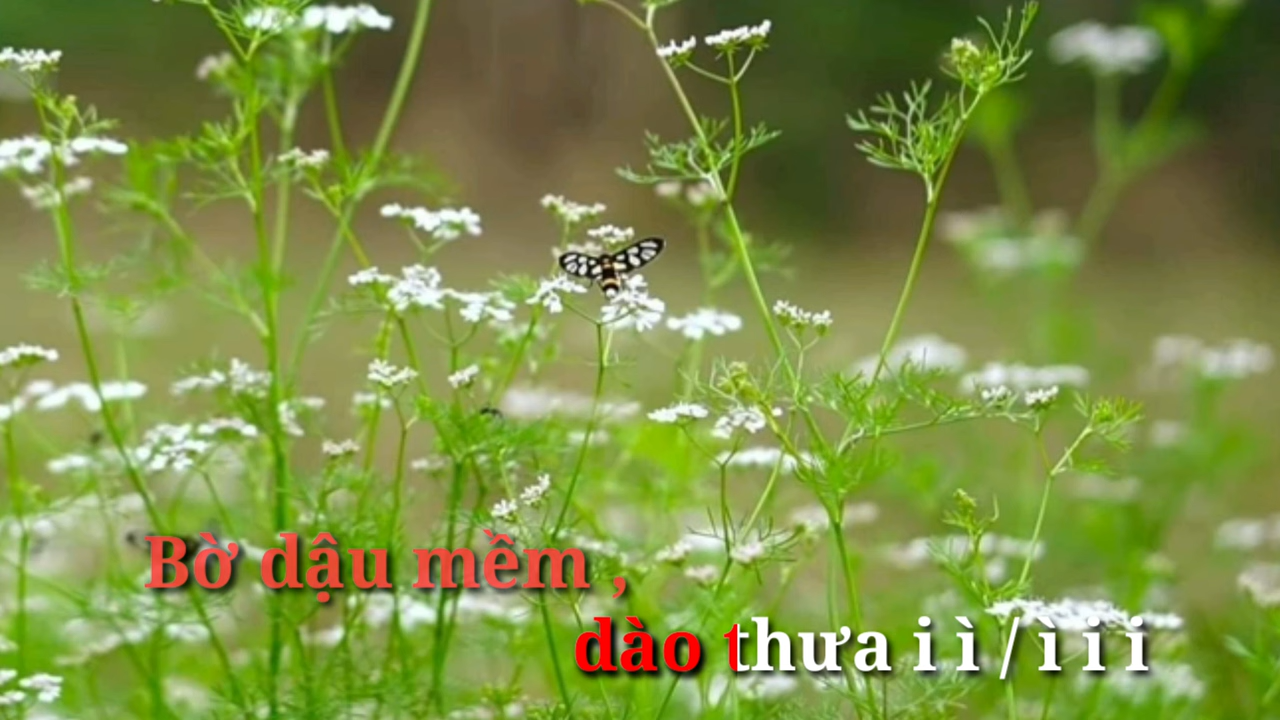 Bờ dậu mềm ,
dào thưa i ì / ì i i